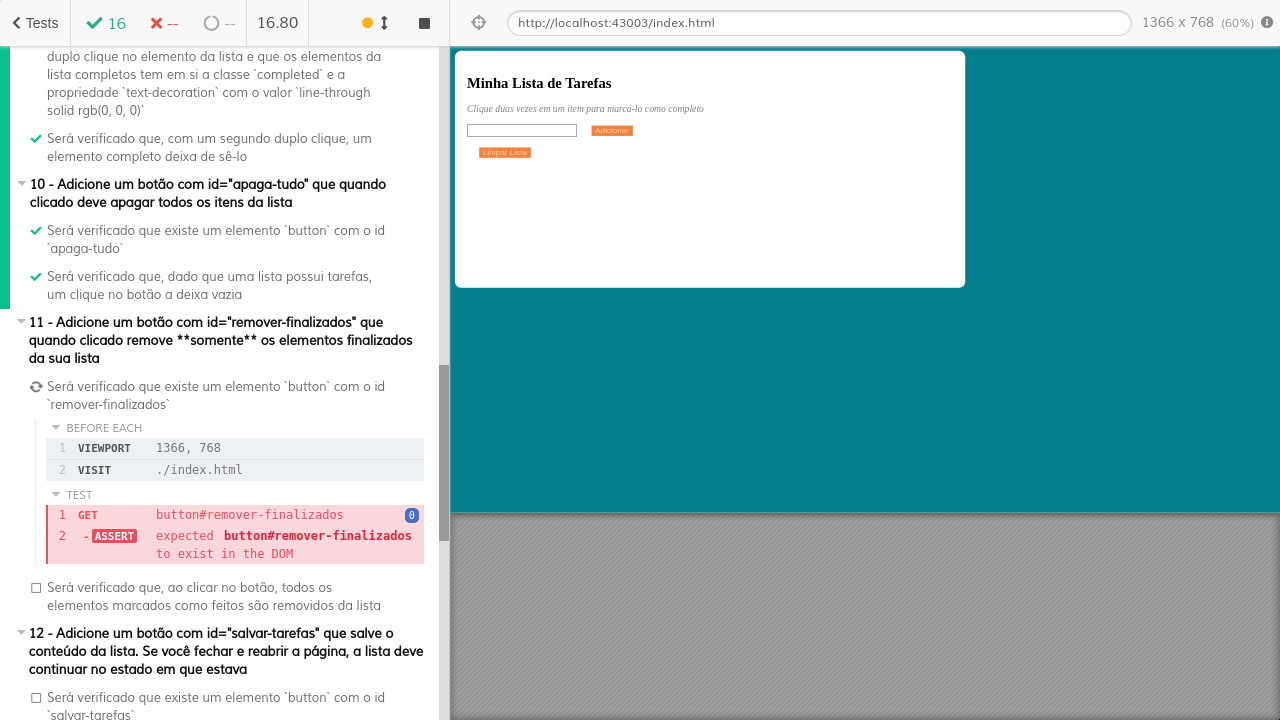 Tests
16
--
--
16.80
http://localhost:43003/index.html
1366 x 768 (60%)
duplo clique no elemento da lista e que os elementos da
lista completos tem em si a classe `completed` e a
propriedade `text-decoration` com o valor `line-through
solid rgb(0, 0, 0)`
Será verificado que, com um segundo duplo clique, um
elemento completo deixa de sê-lo
10 - Adicione um botão com id="apaga-tudo" que quando
clicado deve apagar todos os itens da lista
Será verificado que existe um elemento `button` com o id
`apaga-tudo`
Será verificado que, dado que uma lista possui tarefas,
um clique no botão a deixa vazia
11 - Adicione um botão com id="remover-finalizados" que
quando clicado remove **somente** os elementos finalizados
da sua lista
Será verificado que existe um elemento `button` com o id
`remover-finalizados`
BEFORE EACH
1 VIEWPORT 1366, 768
2 VISIT ./index.html
TEST
1 GET button#remover-finalizados 0
2 -ASSERT expected button#remover-finalizados
to exist in the DOM
Será verificado que, ao clicar no botão, todos os
elementos marcados como feitos são removidos da lista
12 - Adicione um botão com id="salvar-tarefas" que salve o
conteúdo da lista. Se você fechar e reabrir a página, a lista deve
continuar no estado em que estava
Será verificado que existe um elemento `button` com o id
`salvar-tarefas`
Minha Lista de Tarefas
Clique duas vezes em um item para marcá-lo como completo
Adicionar
Limpar Lista